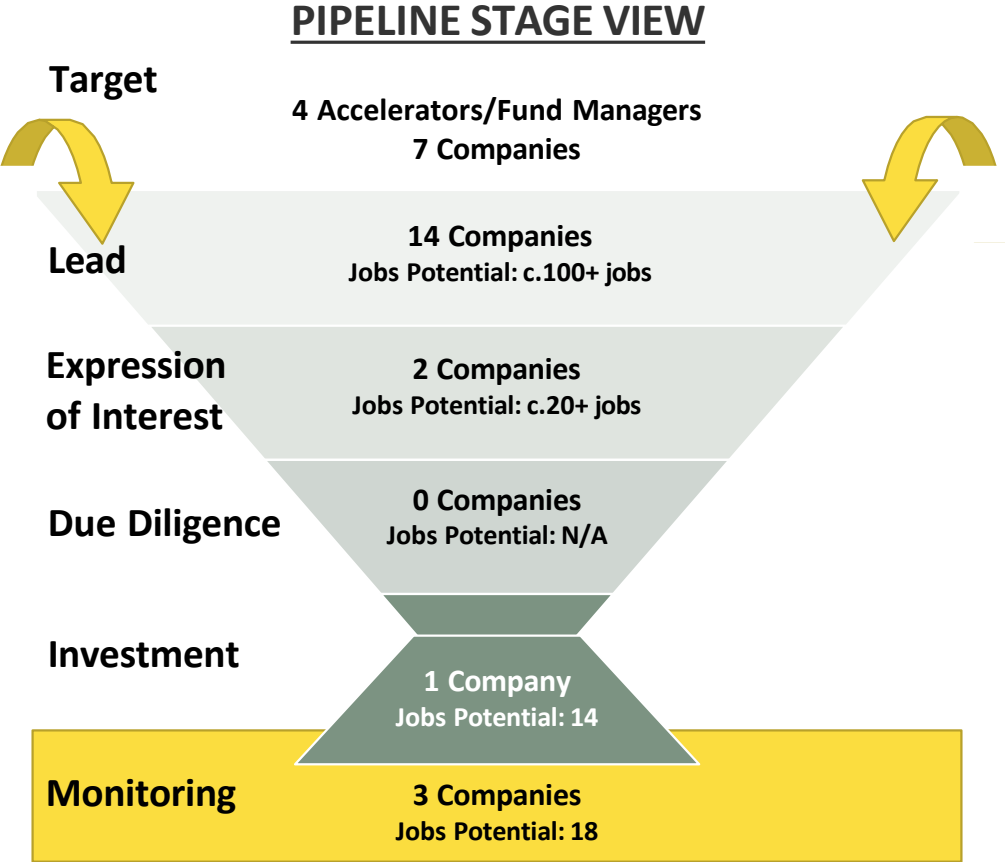 PIPELINE STAGE VIEW
Target
4 Accelerators/Fund Managers
7 Companies
Lead
14 Companies
Jobs Potential: c.100+ jobs
Expression
of Interest
2 Companies
Jobs Potential: c.20+ jobs
Due Diligence
0 Companies
Jobs Potential: N/A
Investment
1 Company
Jobs Potential: 14
Monitoring
3 Companies
Jobs Potential: 18